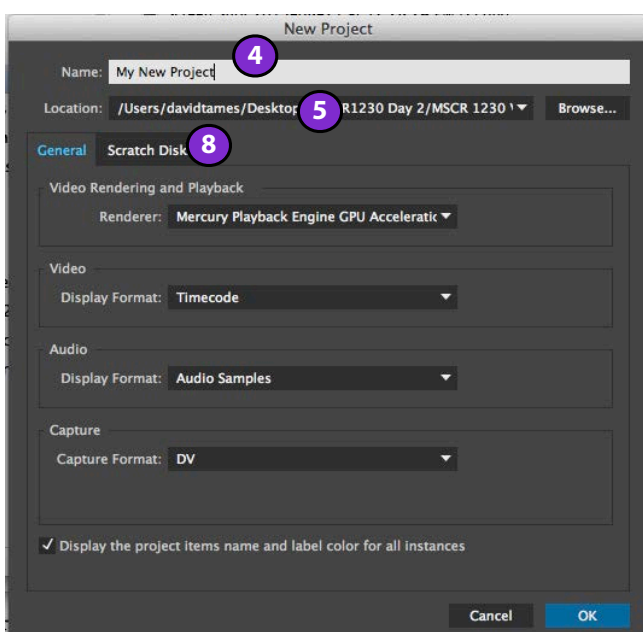 New Project
4
Name: My New Project
Location: /Users/davidtames/Desktop 5 R1230 Day 2/MSCR 1230 Browse...
General Scratch Disk 8
Video Rendering and Playback
Renderer: Mercury Playback Engine GPU Acceleratic
Video
Display Format: Timecode
Audio
Display Format: Audio Samples
Capture
Capture Format: DV
Display the project items name and label color for all instances
Cancel OK